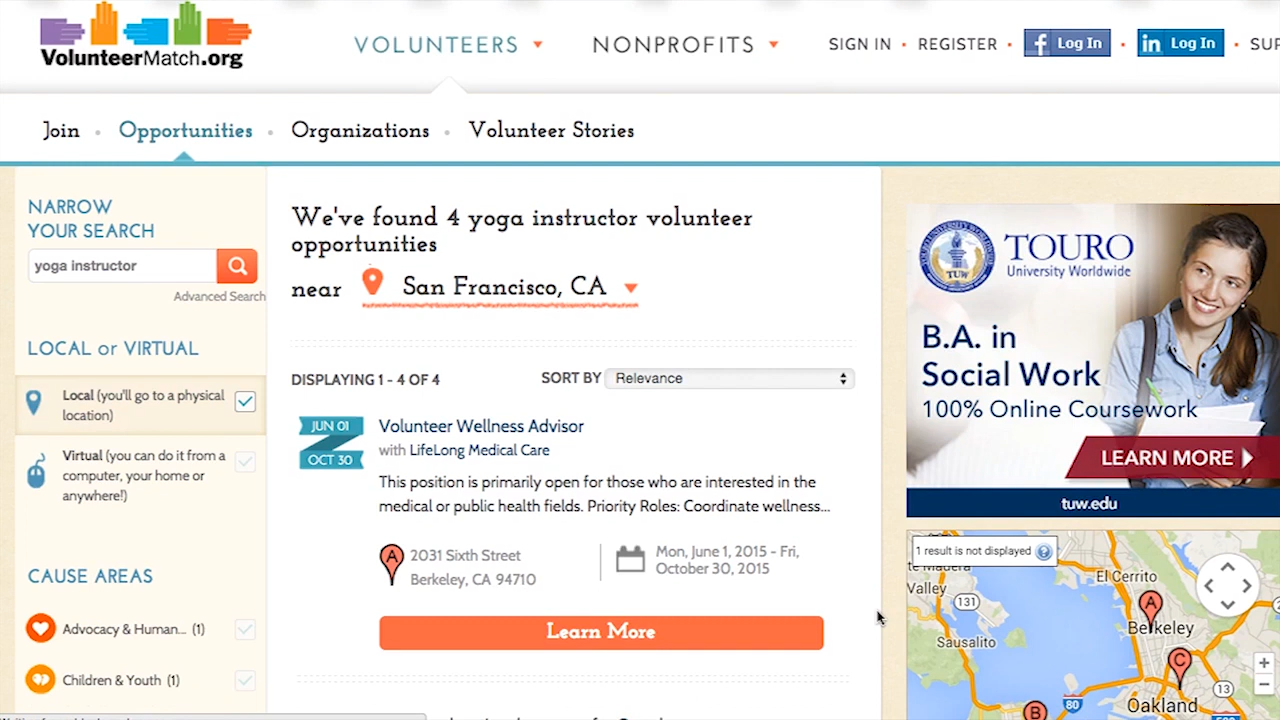 VolunteerMatch.org
VOLUNTEERS
NONPROFITS
SIGN IN • REGISTER •
f Log In
in Log In
Join • Opportunities • Organizations • Volunteer Stories
NARROW
YOUR SEARCH
yoga instructor
Advanced Search
LOCAL or VIRTUAL
Local (you'll go to a physical
location)
Virtual (you can do it from a
computer, your home or
anywhere!)
CAUSE AREAS
Advocacy & Human... (1)
Children & Youth (1)
We've found 4 yoga instructor volunteer
opportunities
near San Francisco, CA
DISPLAYING 1 - 4 OF 4
SORT BY Relevance
JUN 01
OCT 30
Volunteer Wellness Advisor
with LifeLong Medical Care
This position is primarily open for those who are interested in the
medical or public health fields. Priority Roles: Coordinate wellness...
A
2031 Sixth Street
Berkeley, CA 94710
Mon, June 1, 2015 - Fri,
October 30, 2015
Learn More
TUW
TOURO
University Worldwide
B.A. in
Social Work
100% Online Coursework
LEARN MORE
tuw.edu
1 result is not displayed ?
Valley
131
El Cerrito
A
Berkeley
Sausalito
C
13
B
80
Oakland
+
−